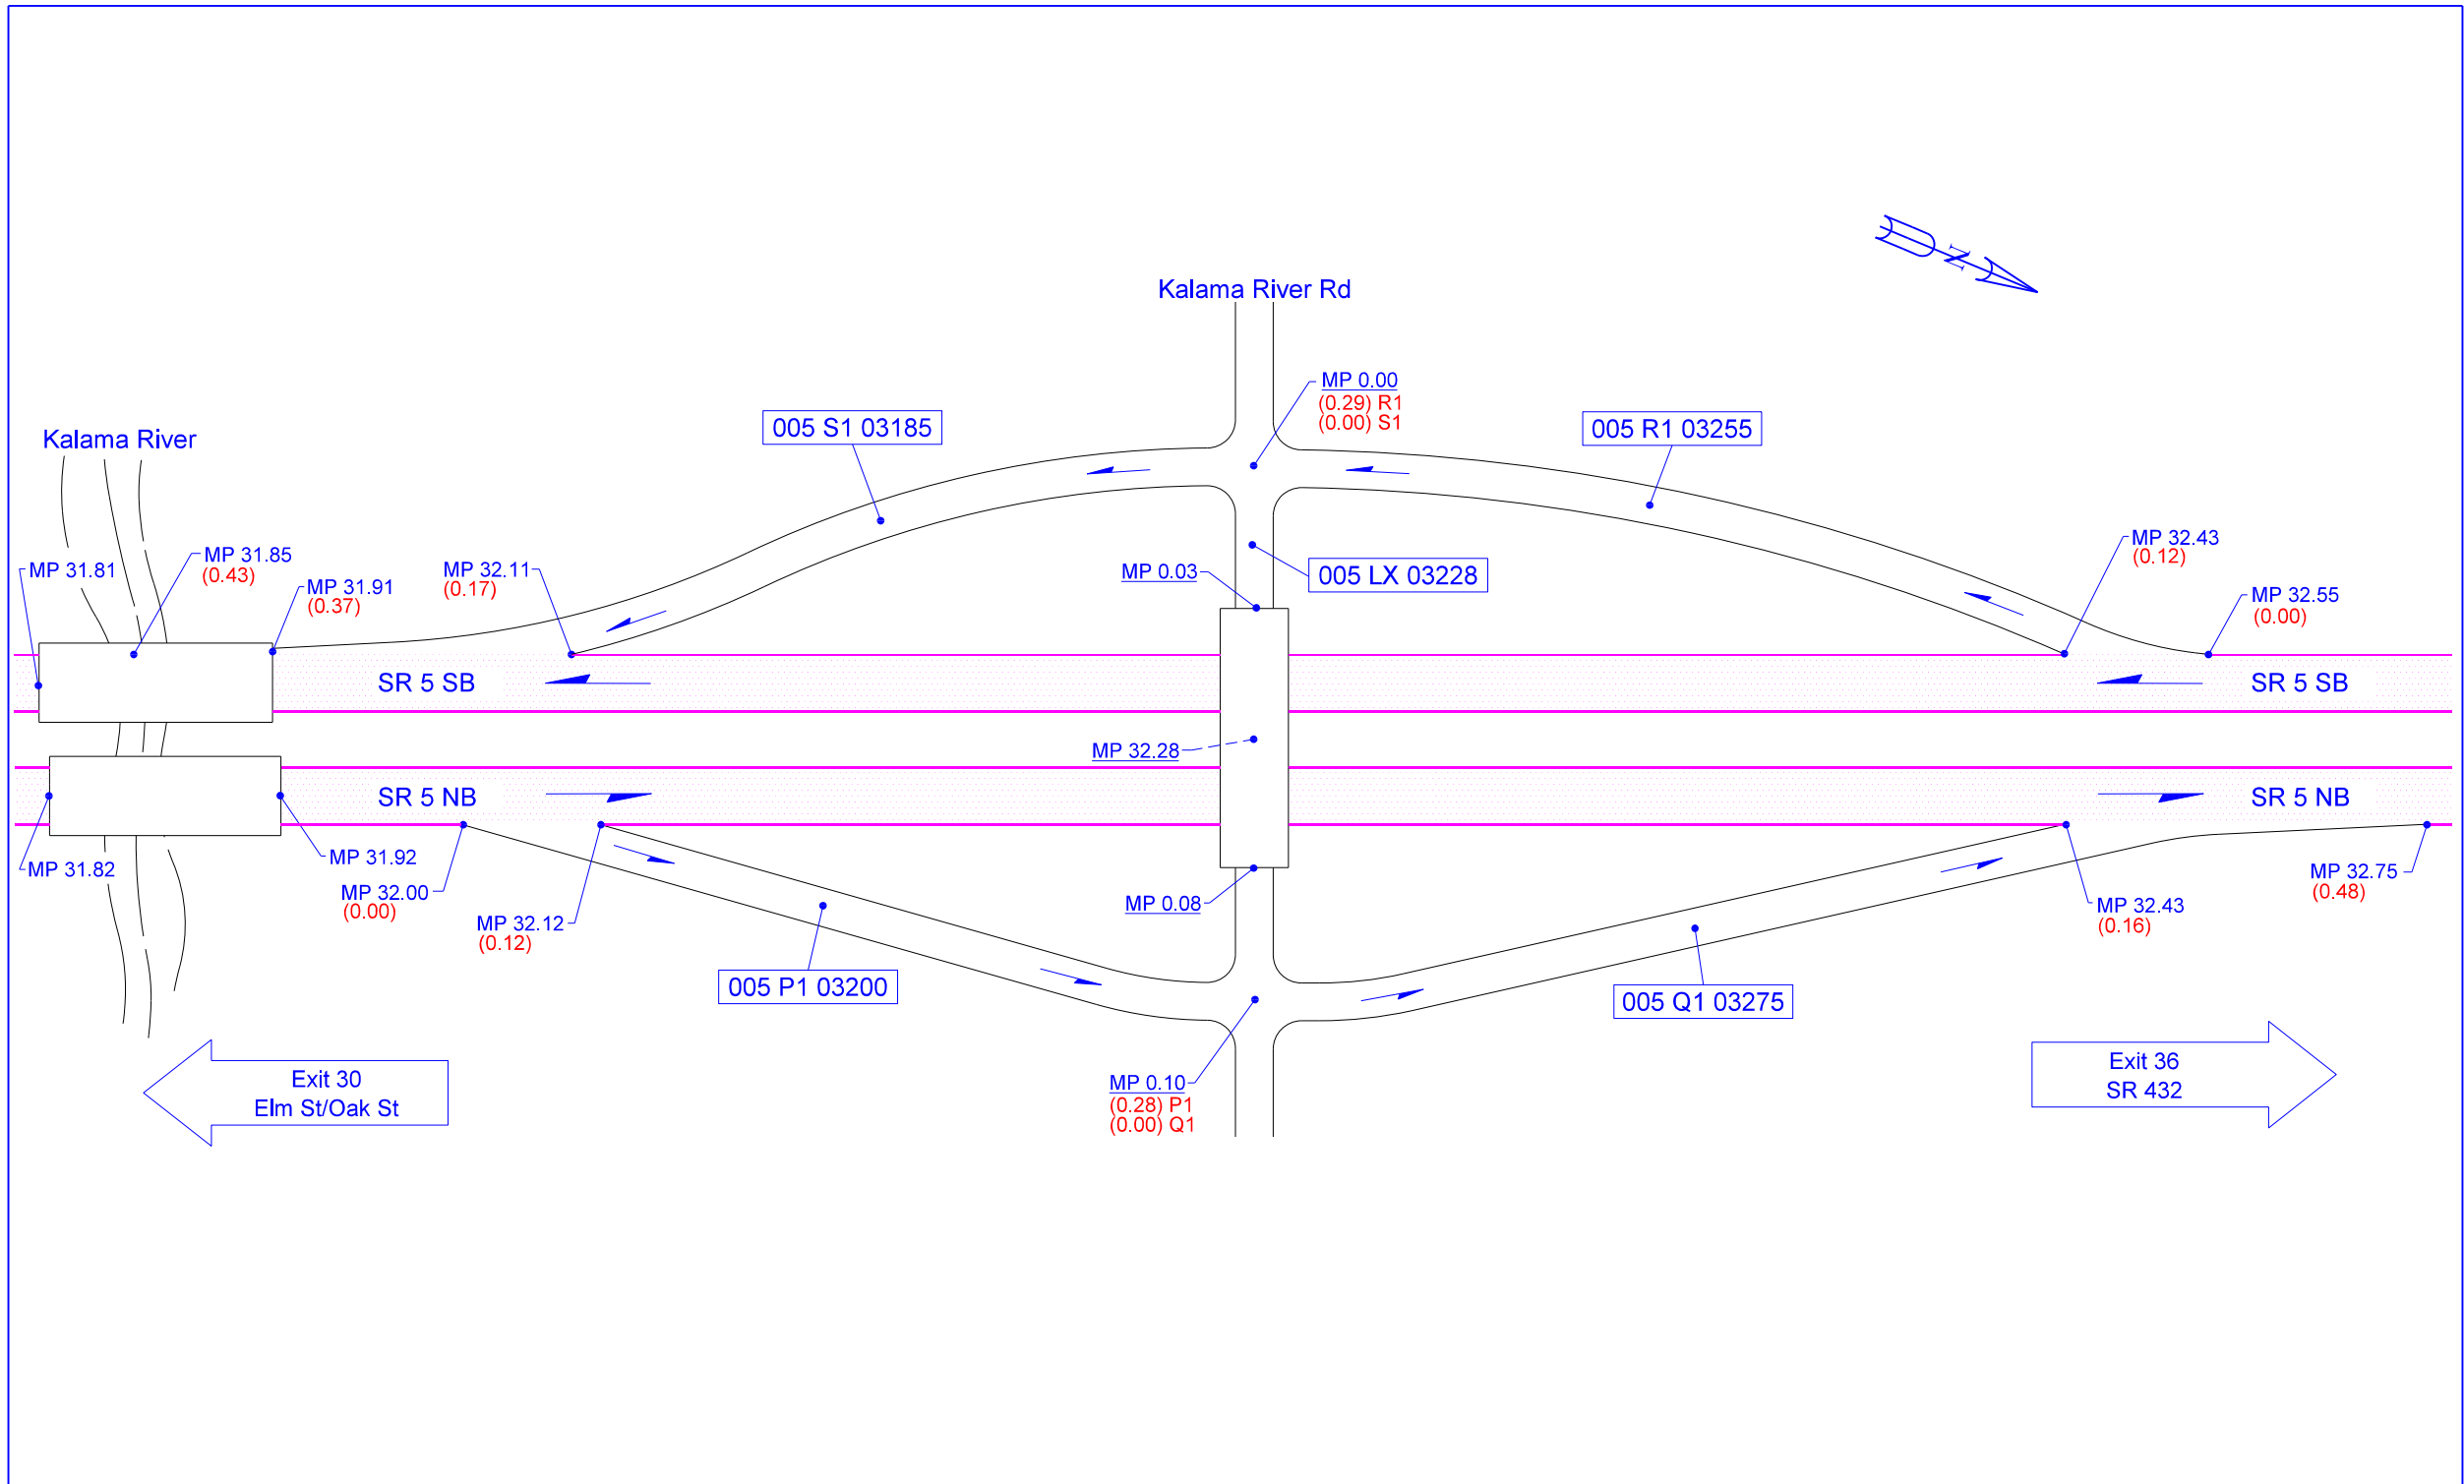 N
Kalama River Rd
MP 0.00
(0.29) R1
(0.00) S1
005 S1 03185
005 R1 03255
Kalama River
MP 31.81
MP 31.85
(0.43)
MP 31.91
(0.37)
MP 32.11
(0.17)
MP 0.03
005 LX 03228
MP 32.43
(0.12)
MP 32.55
(0.00)
SR 5 SB
SR 5 SB
MP 32.28
SR 5 NB
SR 5 NB
MP 31.82
MP 31.92
MP 32.00
(0.00)
MP 32.12
(0.12)
MP 0.08
MP 32.43
(0.16)
MP 32.75
(0.48)
005 P1 03200
005 Q1 03275
Exit 30
Elm St/Oak St
MP 0.10
(0.28) P1
(0.00) Q1
Exit 36
SR 432